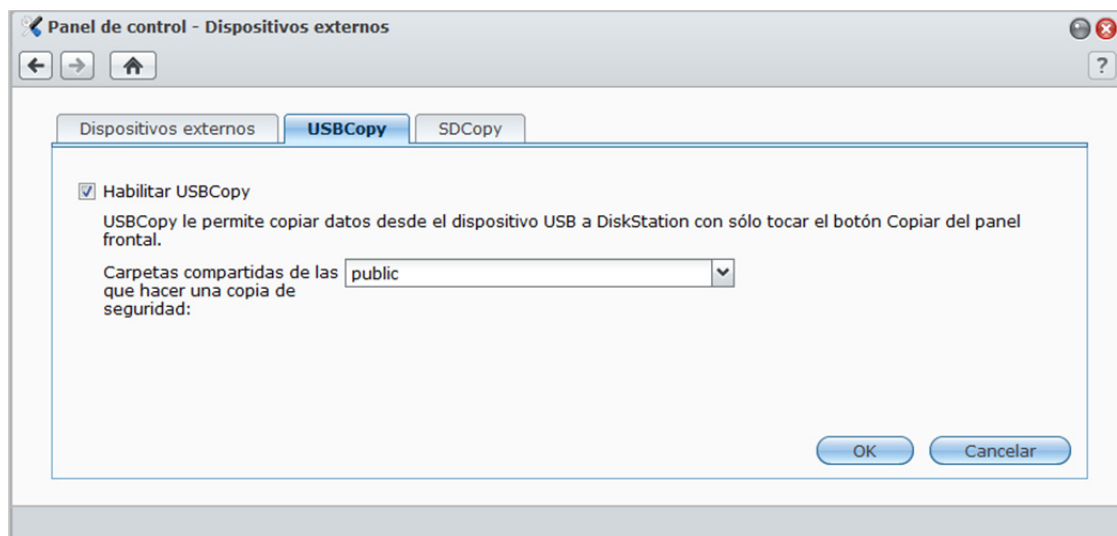 Panel de control - Dispositivos externos
?
Dispositivos externos
USBCopy
SDCopy
Habilitar USBCopy
USBCopy le permite copiar datos desde el dispositivo USB a DiskStation con sólo tocar el botón Copiar del panel
frontal.
Carpetas compartidas de las
que hacer una copia de
seguridad:
public
OK
Cancelar